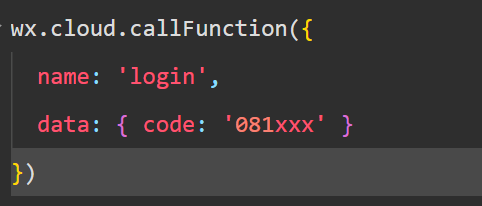 wx.cloud.callFunction({
  name: 'login',
  data: { code: '081xxx' }
})